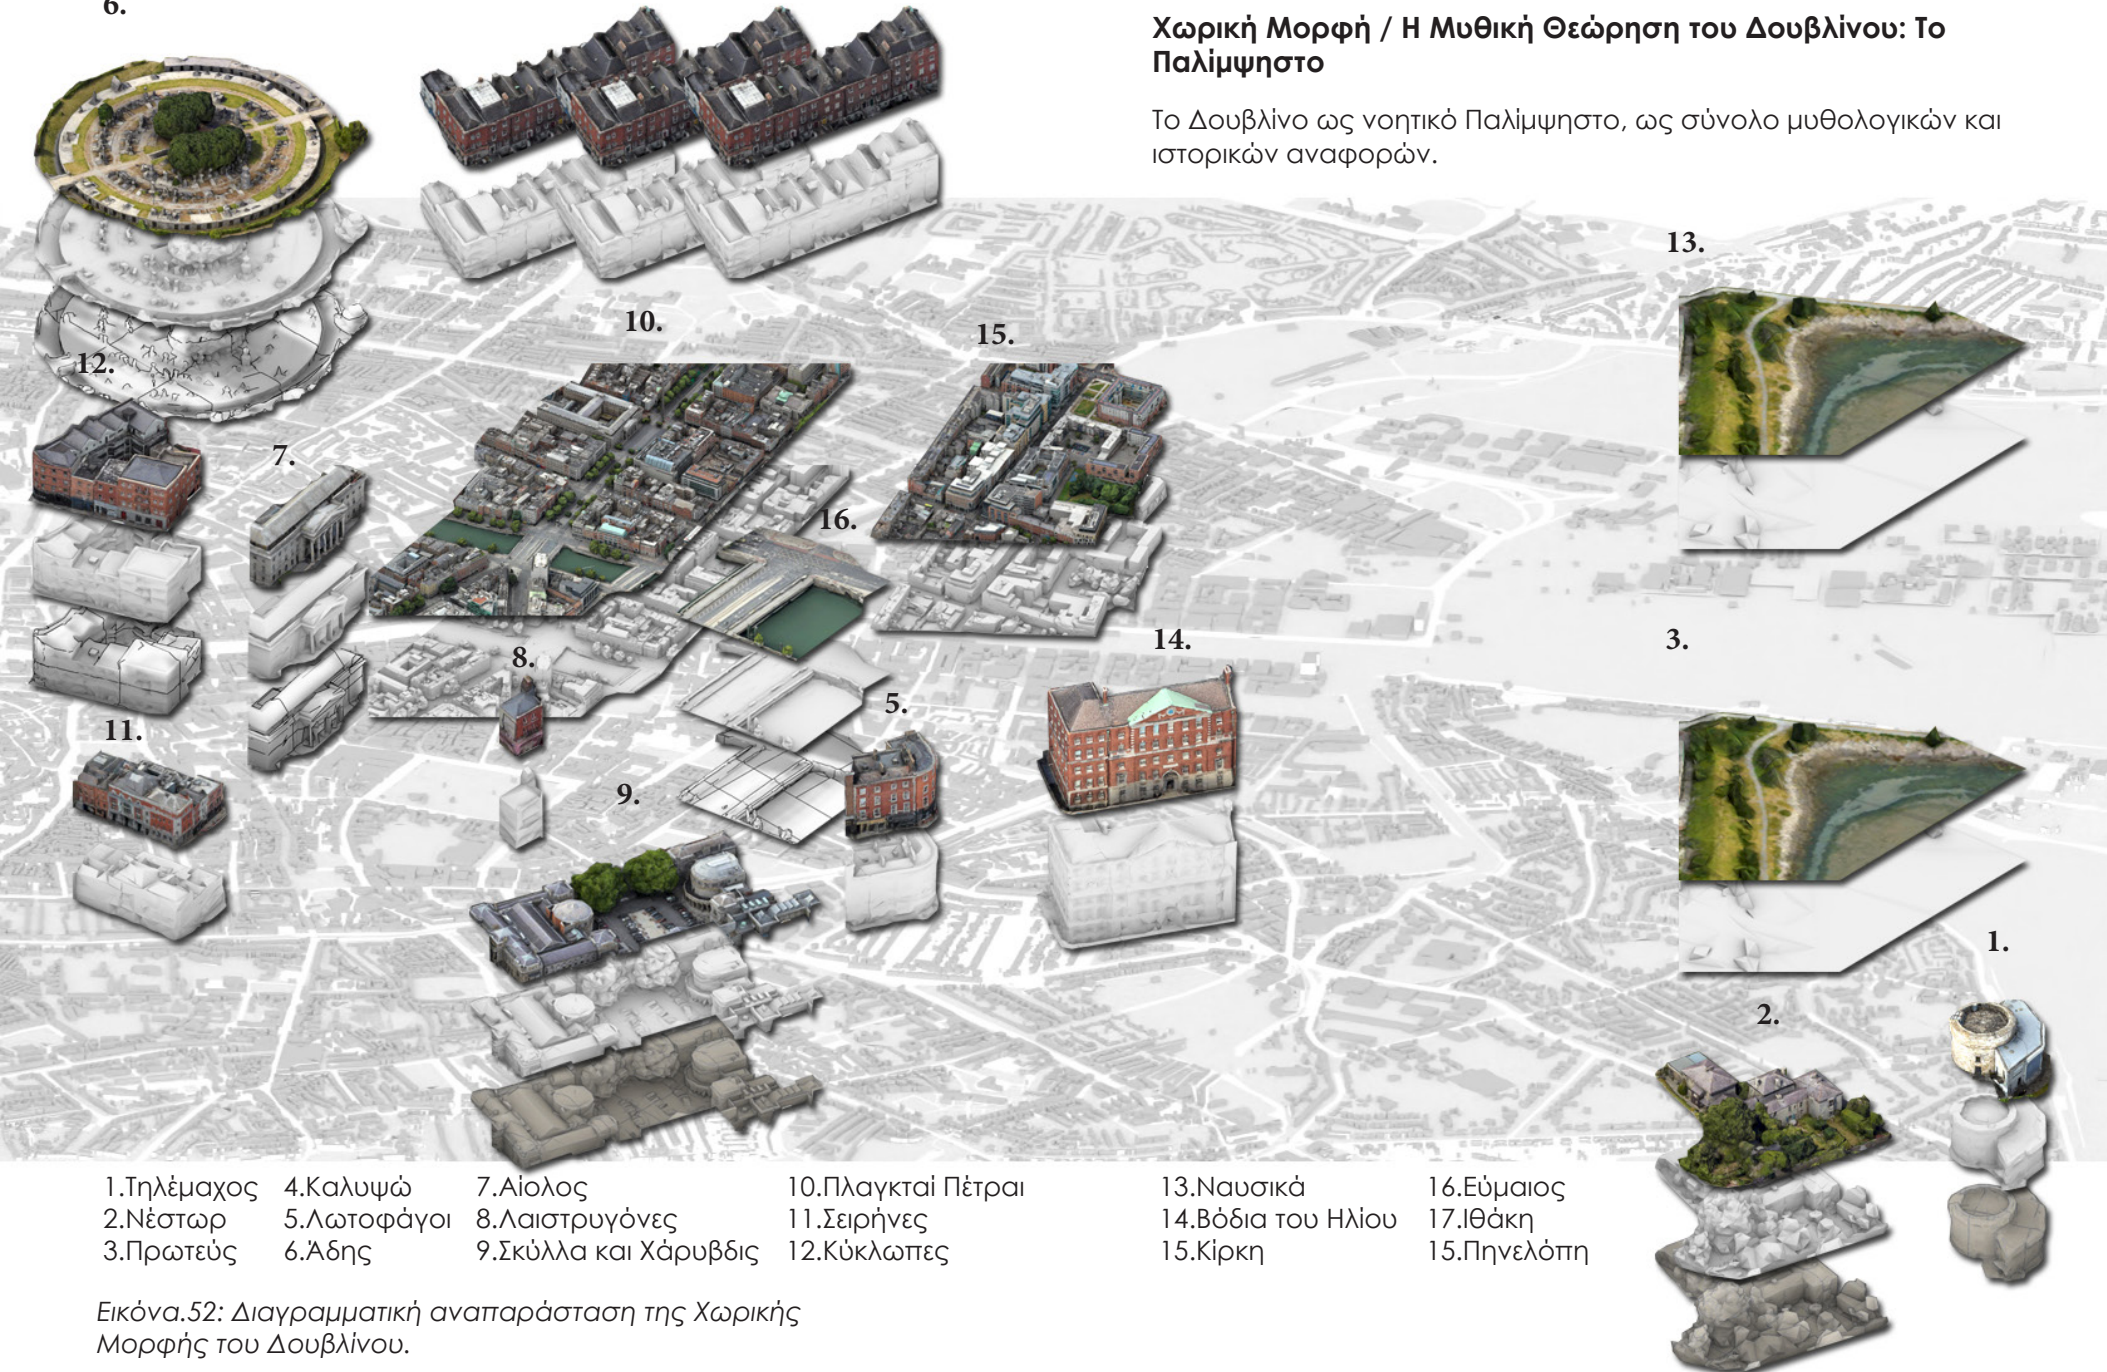 6.
Χωρική Μορφή / Η Μυθική Θεώρηση του Δουβλίνου: Το
Παλίμψηστο
Το Δουβλίνο ως νοητικό Παλίμψηστο, ως σύνολο μυθολογικών και
ιστορικών αναφορών.
13.
10.
15.
12.
7.
16.
14.
3.
8.
5.
11.
9.
1.
2.
1.Τηλέμαχος
2.Νέστωρ
3.Πρωτεύς
4.Καλυψώ
5.Λωτοφάγοι
6.Άδης
7.Αίολος
8.Λαιστρυγόνες
9.Σκύλλα και Χάρυβδις
10.Πλαγκταί Πέτραι
11.Σειρήνες
12.Κύκλωπες
13.Ναυσικά
14.Βόδια του Ηλίου
15.Κίρκη
16.Εύμαιος
17.Ιθάκη
15.Πηνελόπη
Εικόνα.52: Διαγραμματική αναπαράσταση της Χωρικής
Μορφής του Δουβλίνου.